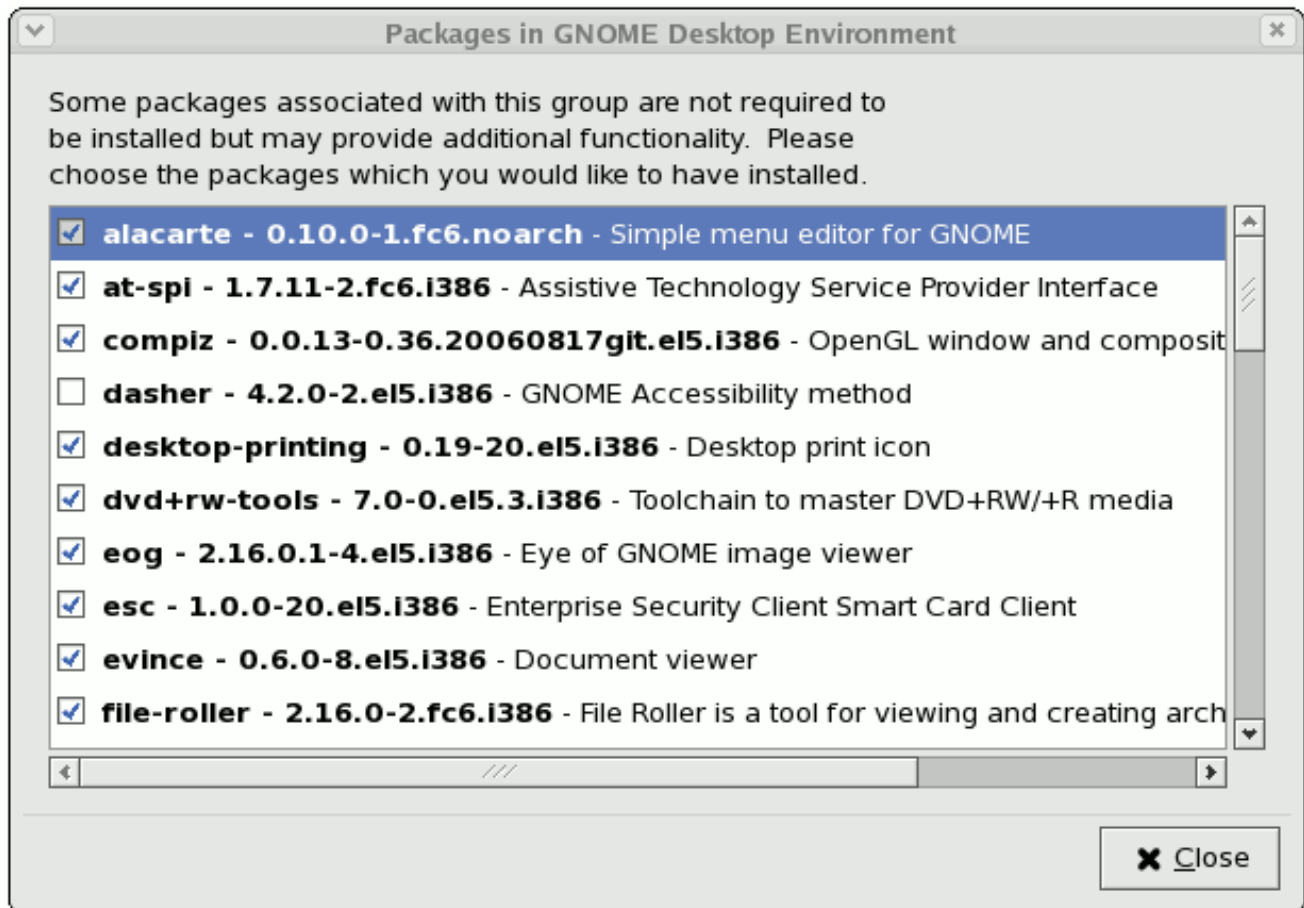 Packages in GNOME Desktop Environment
Some packages associated with this group are not required to
be installed but may provide additional functionality.  Please
choose the packages which you would like to have installed.
alacarte - 0.10.0-1.fc6.noarch - Simple menu editor for GNOME
at-spi - 1.7.11-2.fc6.i386 - Assistive Technology Service Provider Interface
compiz - 0.0.13-0.36.20060817git.el5.i386 - OpenGL window and composit
dasher - 4.2.0-2.el5.i386 - GNOME Accessibility method
desktop-printing - 0.19-20.el5.i386 - Desktop print icon
dvd+rw-tools - 7.0-0.el5.3.i386 - Toolchain to master DVD+RW/+R media
eog - 2.16.0.1-4.el5.i386 - Eye of GNOME image viewer
esc - 1.0.0-20.el5.i386 - Enterprise Security Client Smart Card Client
evince - 0.6.0-8.el5.i386 - Document viewer
file-roller - 2.16.0-2.fc6.i386 - File Roller is a tool for viewing and creating arch
Close